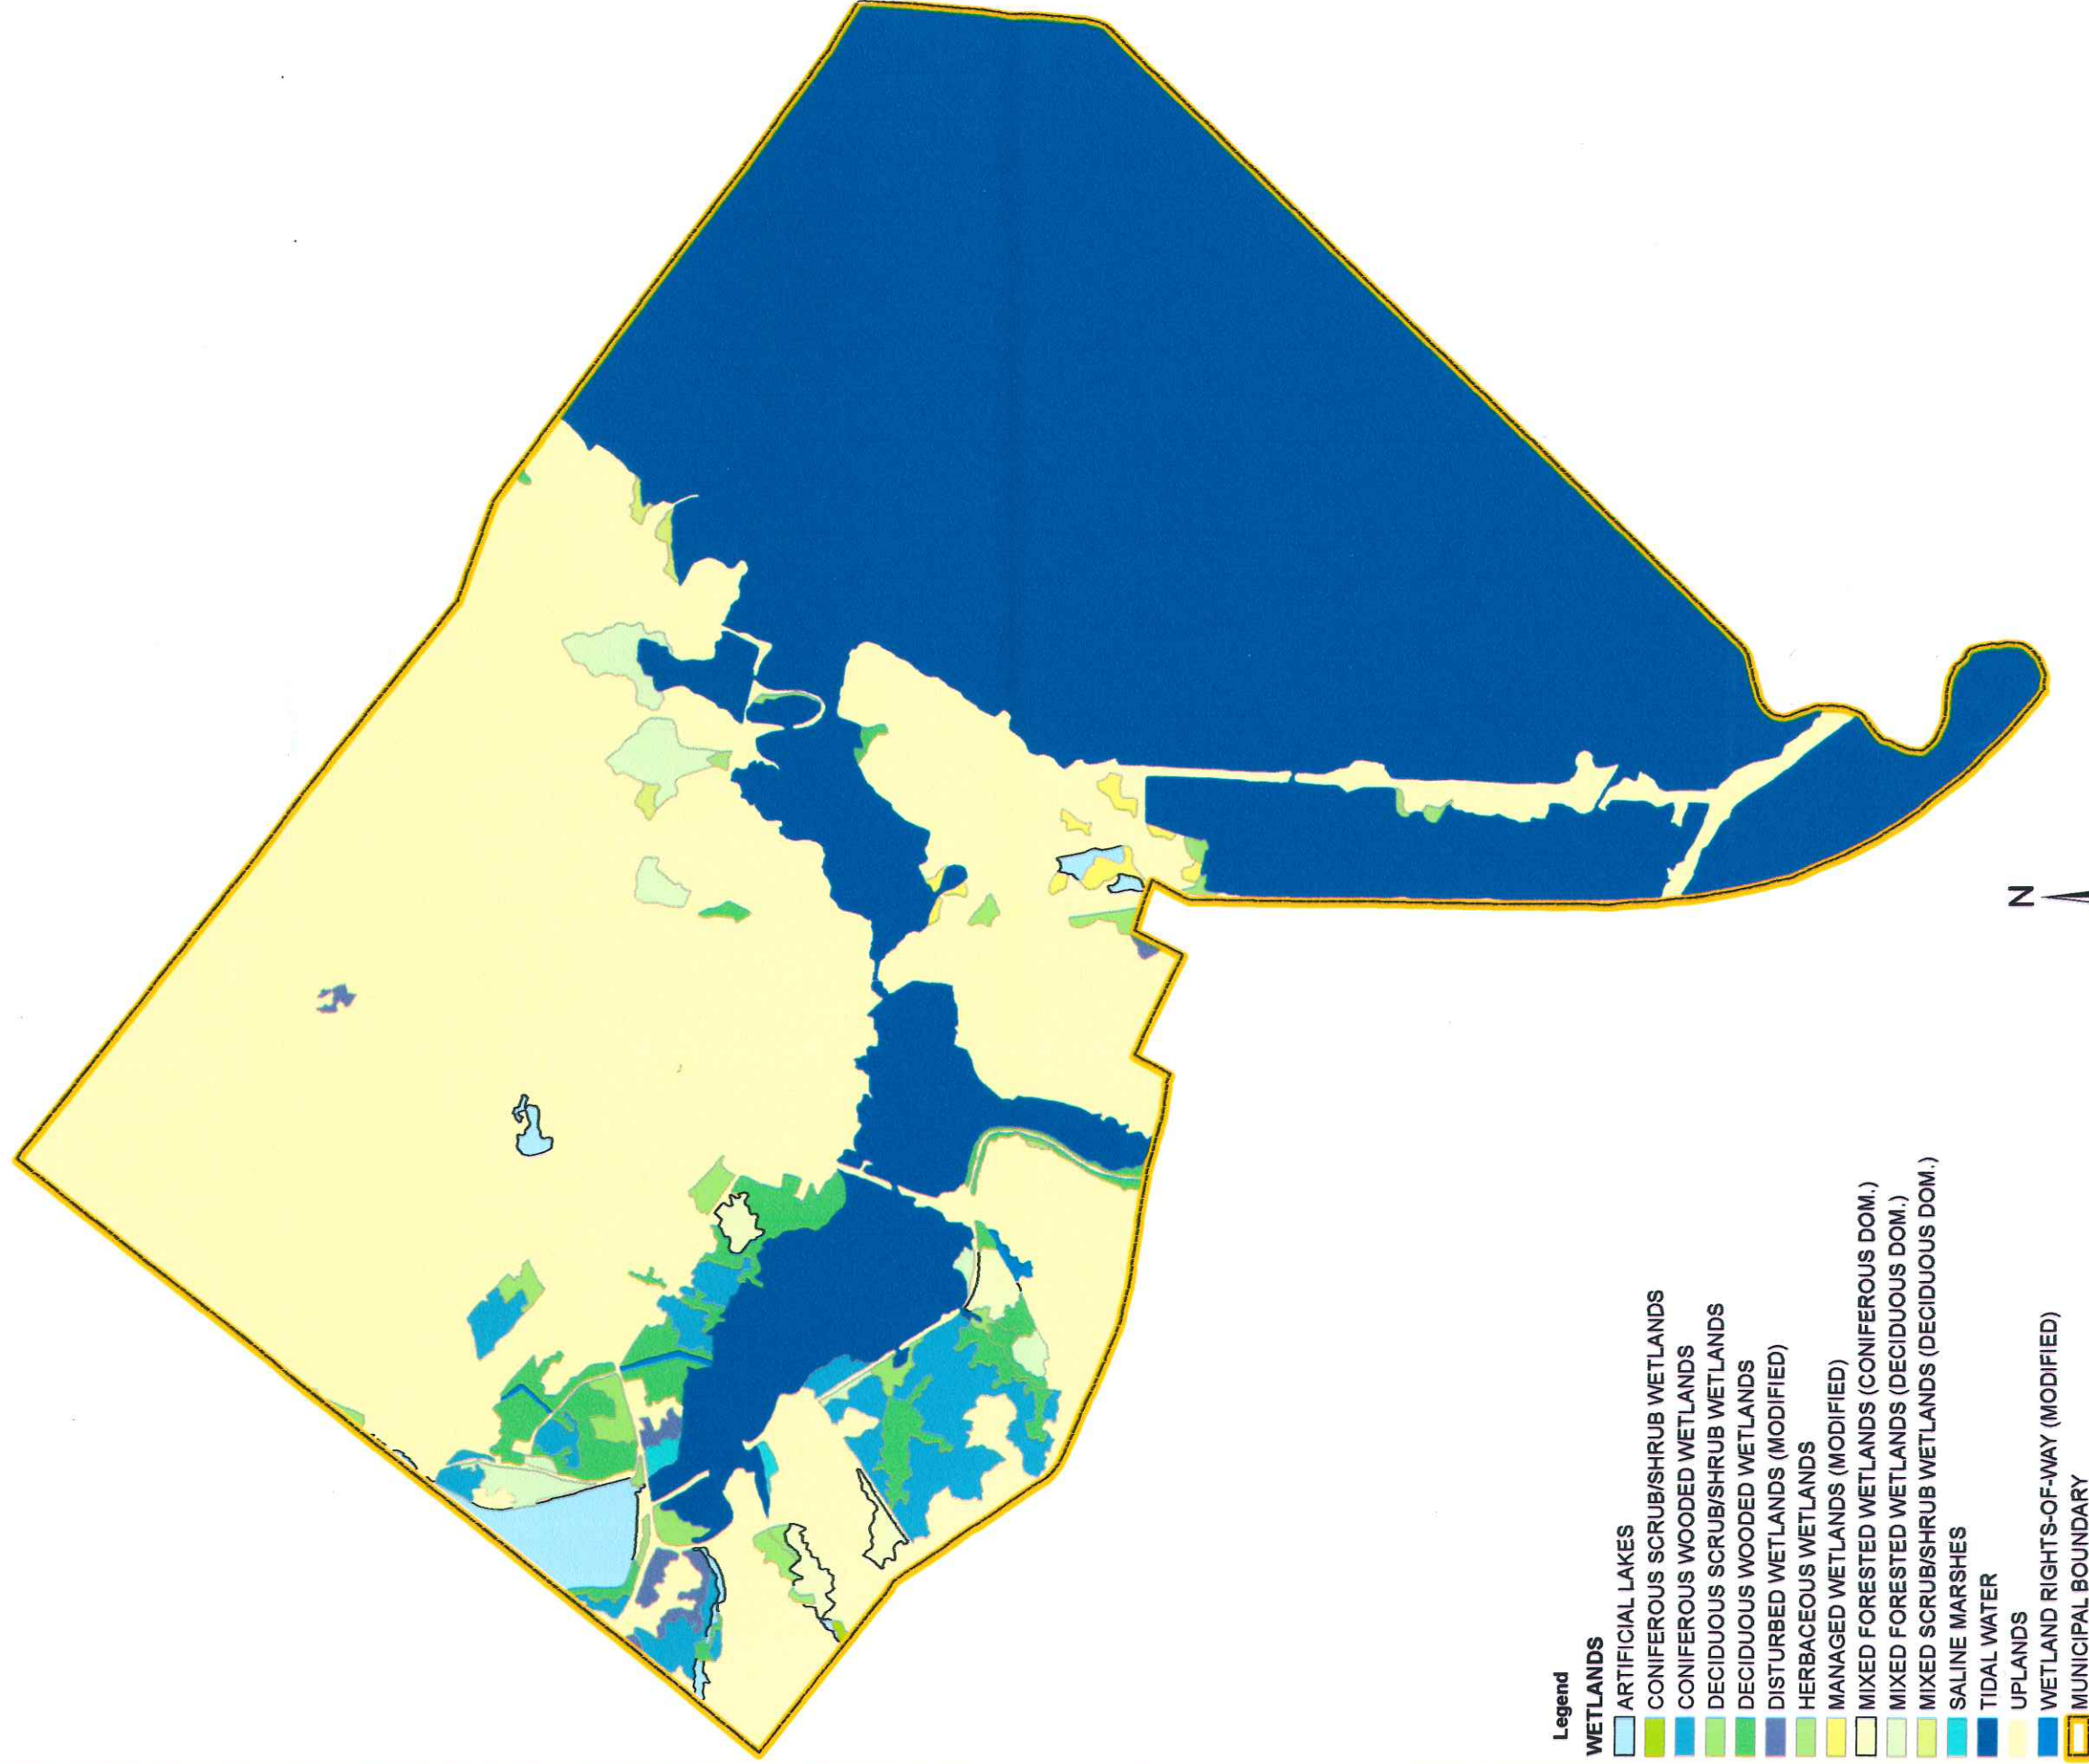 Legend
WETLANDS
ARTIFICIAL LAKES
CONIFEROUS SCRUB/SHRUB WETLANDS
CONIFEROUS WOODED WETLANDS
DECIDUOUS SCRUB/SHRUB WETLANDS
DECIDUOUS WOODED WETLANDS
DISTURBED WETLANDS (MODIFIED)
HERBACEOUS WETLANDS
MANAGED WETLANDS (MODIFIED)
MIXED FORESTED WETLANDS (CONIFEROUS DOM.)
MIXED FORESTED WETLANDS (DECIDUOUS DOM.)
MIXED SCRUB/SHRUB WETLANDS (DECIDUOUS DOM.)
SALINE MARSHES
TIDAL WATER
UPLANDS
WETLAND RIGHTS-OF-WAY (MODIFIED)
MUNICIPAL BOUNDARY
N